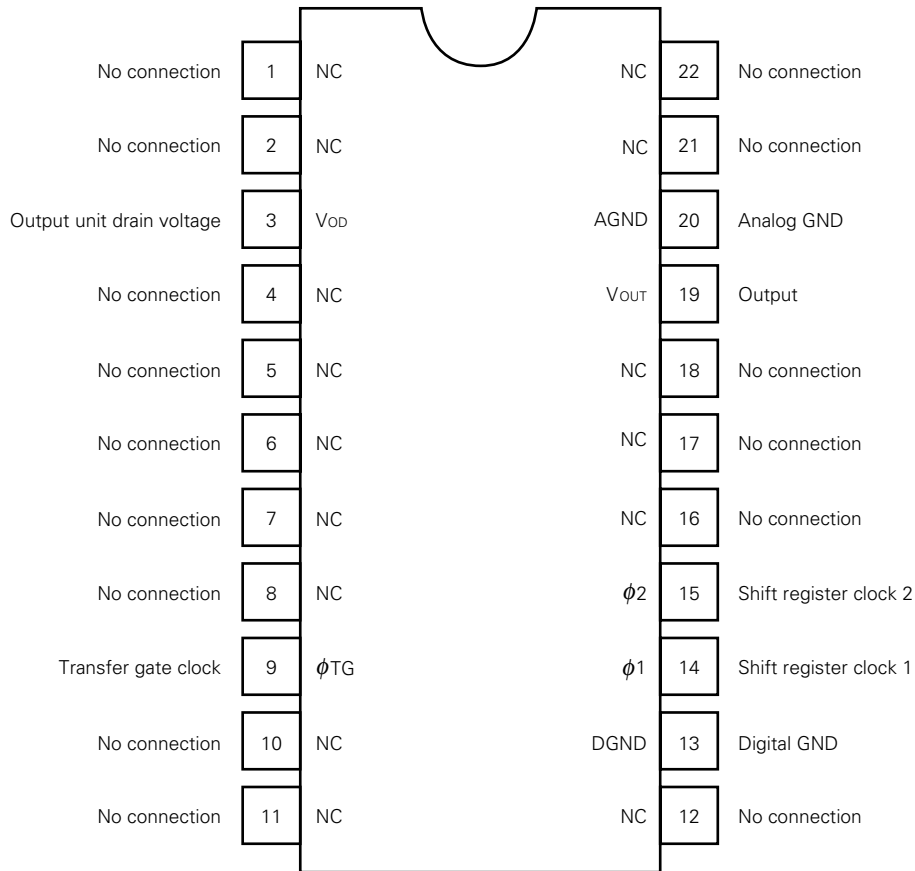 No connection 1 NC NC 22 No connection
No connection 2 NC NC 21 No connection
Output unit drain voltage 3 VOD AGND 20 Analog GND
No connection 4 NC VOUT 19 Output
No connection 5 NC NC 18 No connection
No connection 6 NC NC 17 No connection
No connection 7 NC NC 16 No connection
No connection 8 NC ϕ2 15 Shift register clock 2
Transfer gate clock 9 ϕTG ϕ1 14 Shift register clock 1
No connection 10 NC DGND 13 Digital GND
No connection 11 NC NC 12 No connection